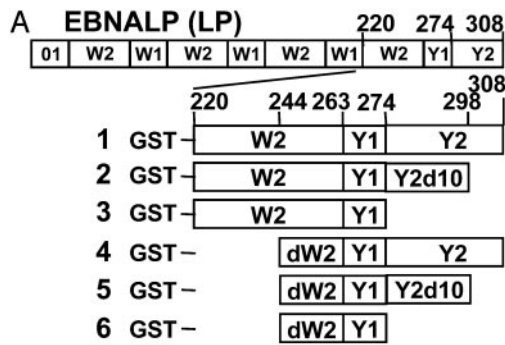 A EBNALP (LP) 220 274 308
01 W2 W1 W2 W1 W2 W1 W2 Y1 Y2
308
220 244 263 274 298
1 GST W2 Y1 Y2
2 GST W2 Y1 Y2d10
3 GST W2 Y1
4 GST dW2 Y1 Y2
5 GST dW2 Y1 Y2d10
6 GST dW2 Y1